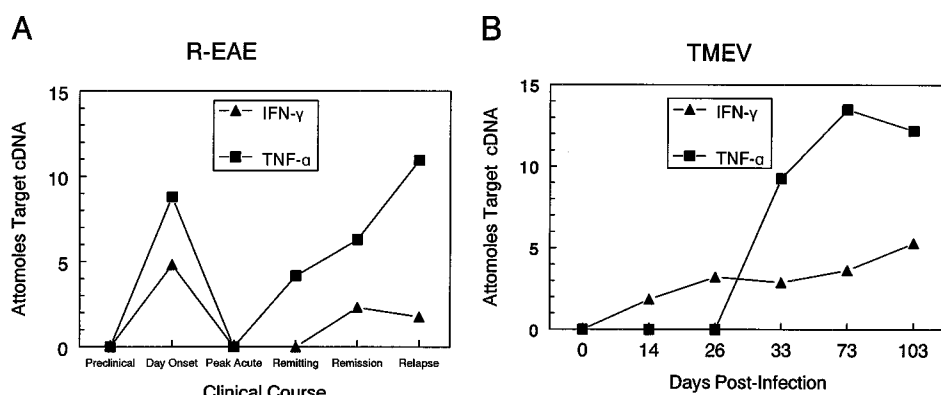 A
R-EAE
Attomoles Target cDNA
15
10
5
0
IFN-γ
TNF-α
Preclinical Day Onset Peak Acute Remitting Remission Relapse
Clinical Course
B
TMEV
Attomoles Target cDNA
15
10
5
0
IFN-γ
TNF-α
0 14 26 33 73 103
Days Post-Infection